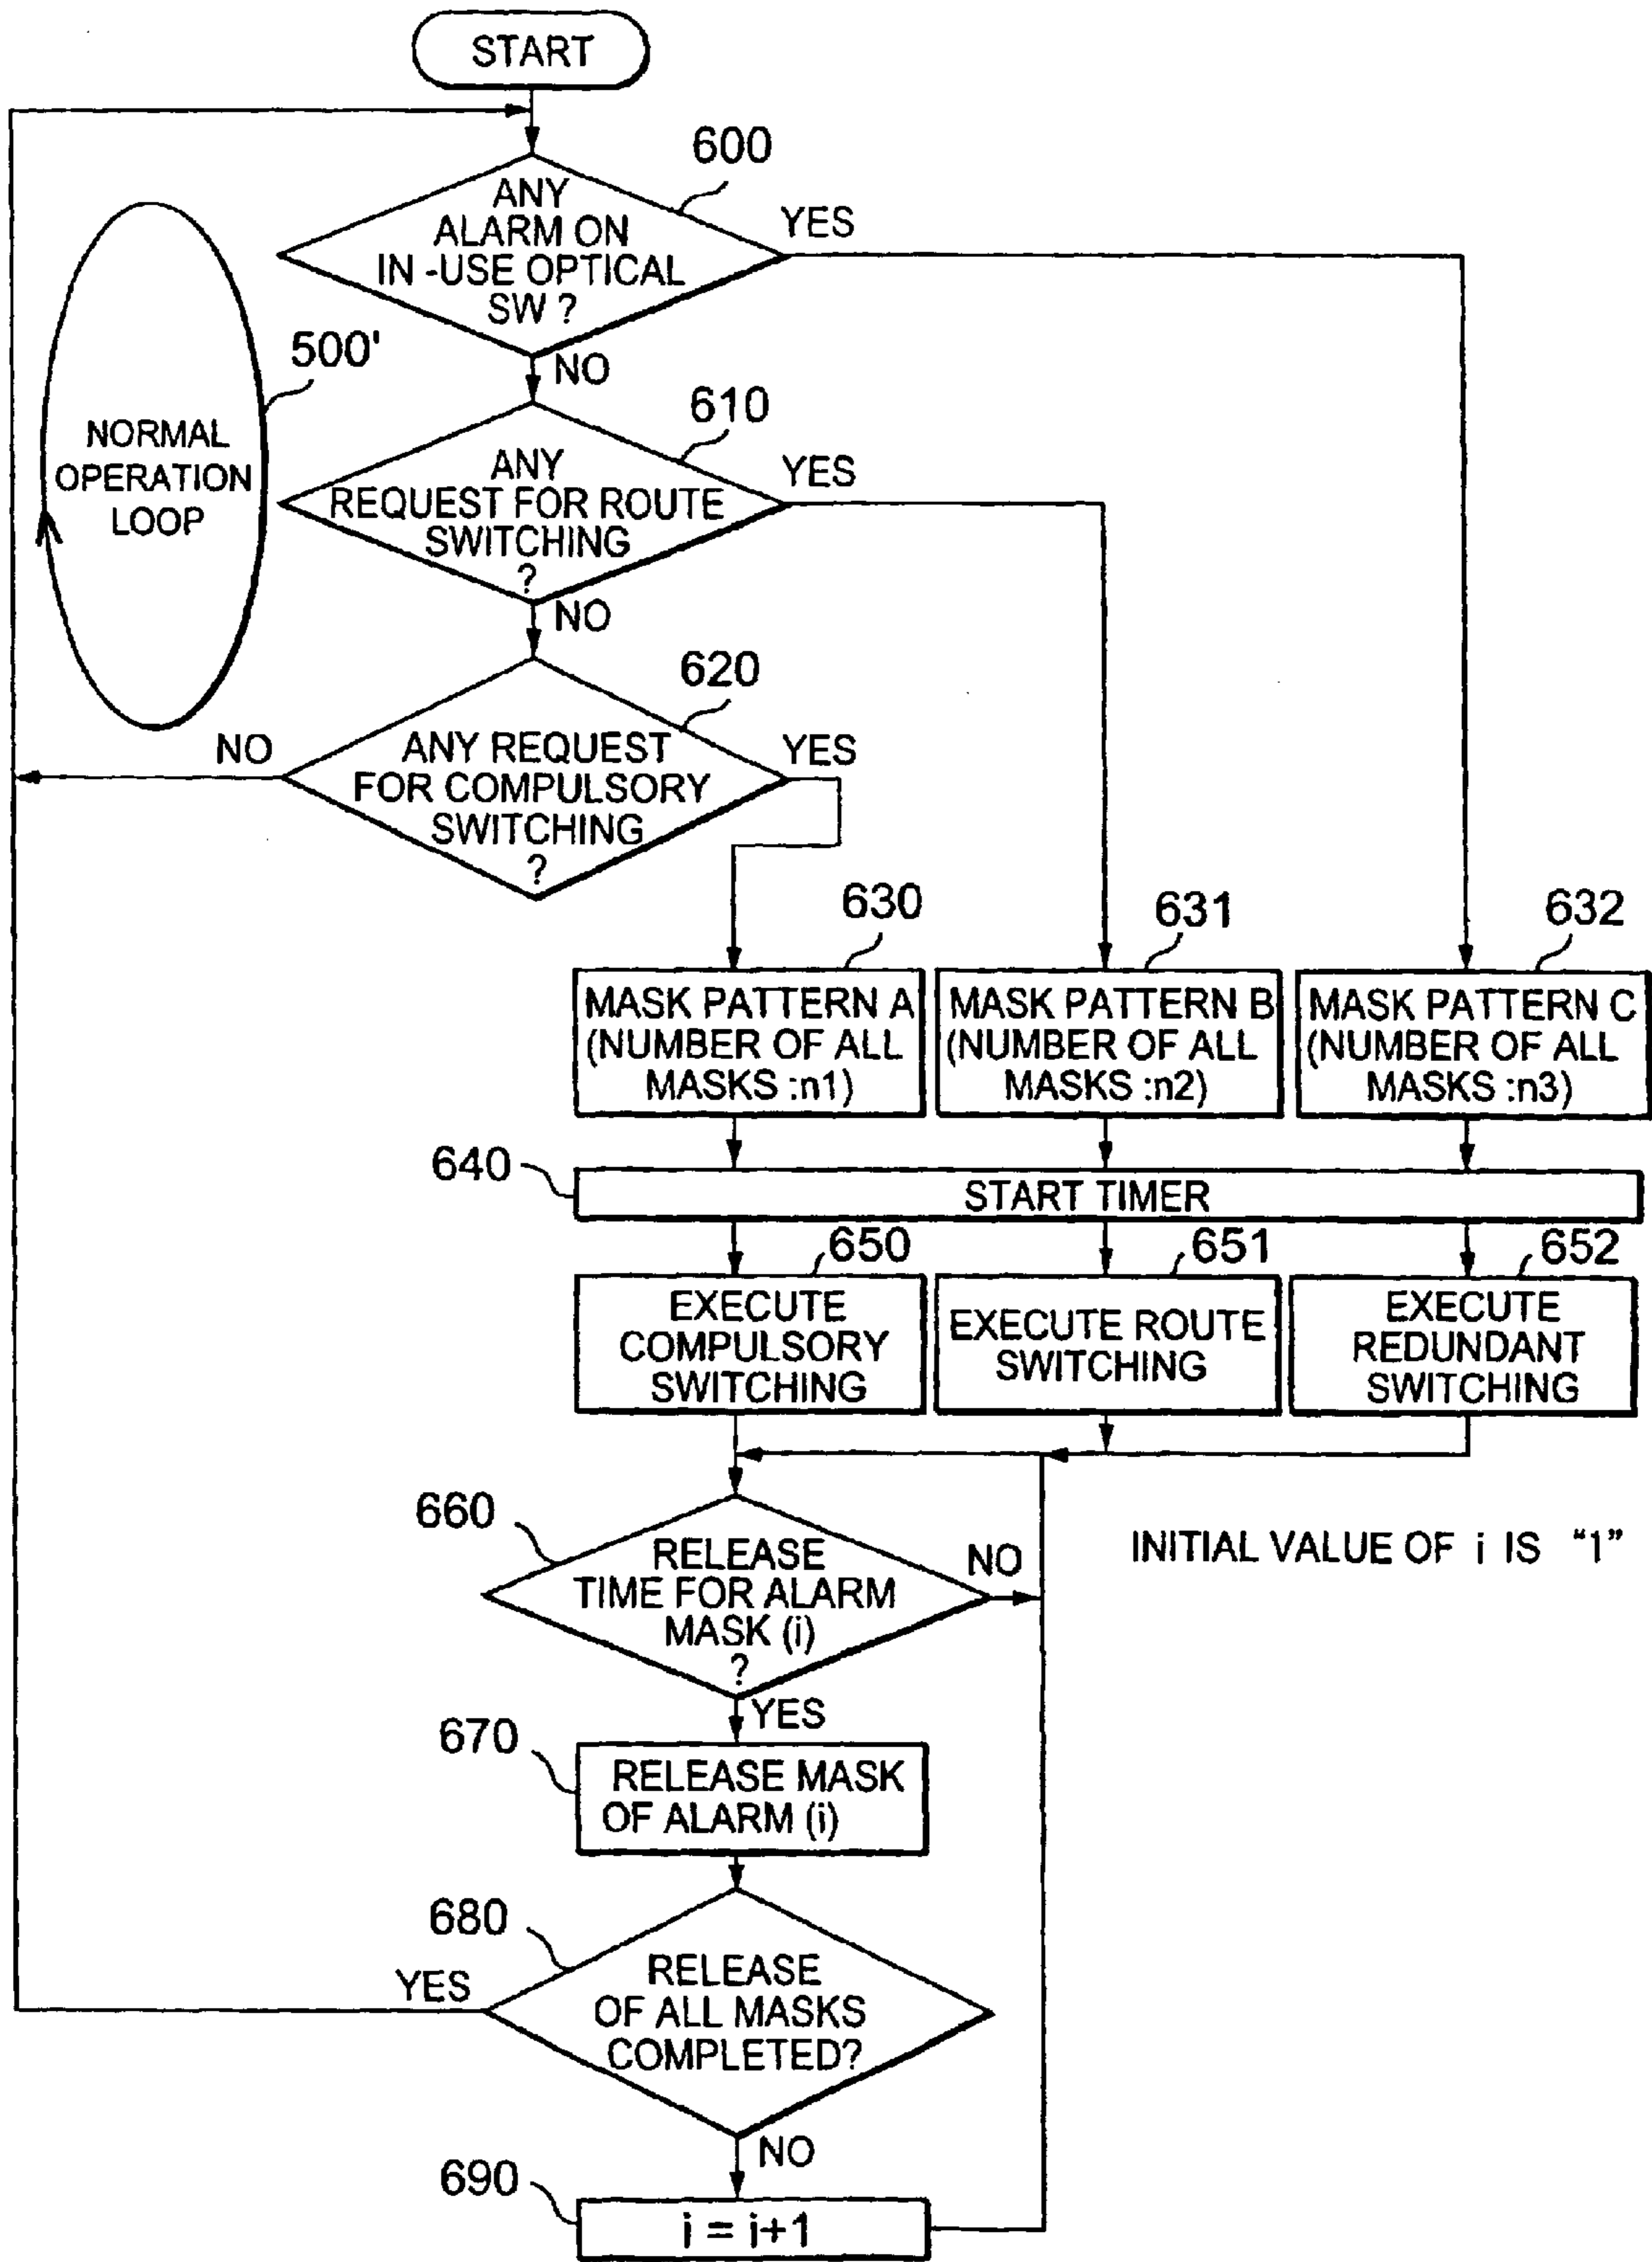 START
600
ANY
ALARM ON
IN -USE OPTICAL
SW ?
YES
NO
500'
NORMAL
OPERATION
LOOP
610
ANY
REQUEST FOR ROUTE
SWITCHING
?
YES
NO
620
ANY REQUEST
FOR COMPULSORY
SWITCHING
?
NO
YES
630
MASK PATTERN A
(NUMBER OF ALL
MASKS :n1)
631
MASK PATTERN B
(NUMBER OF ALL
MASKS :n2)
632
MASK PATTERN C
(NUMBER OF ALL
MASKS :n3)
640
START TIMER
650
EXECUTE
COMPULSORY
SWITCHING
651
EXECUTE ROUTE
SWITCHING
652
EXECUTE
REDUNDANT
SWITCHING
660
RELEASE
TIME FOR ALARM
MASK (i)
?
NO
INITIAL VALUE OF i IS “1”
YES
670
RELEASE MASK
OF ALARM (i)
680
RELEASE
OF ALL MASKS
COMPLETED?
YES
NO
690
i = i+1